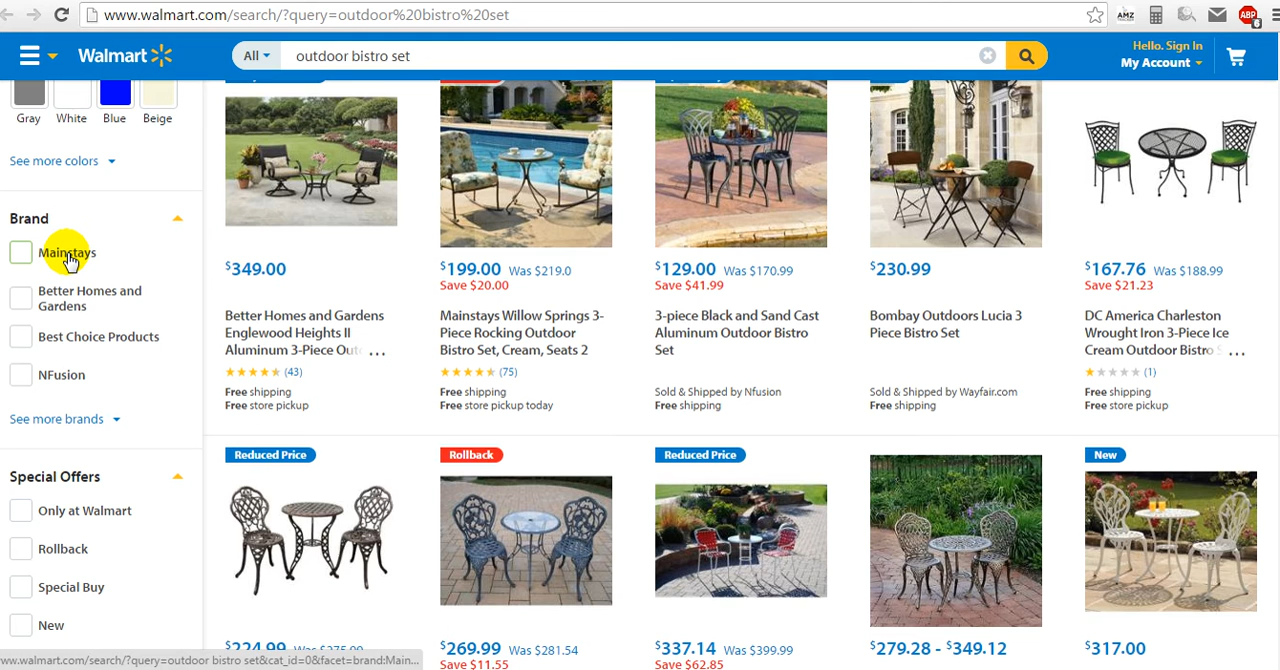 www.walmart.com/search/?query=outdoor%20bistro%20set
AMZ
ABP
6
Walmart
All
outdoor bistro set
Hello. Sign In
My Account
Gray White Blue Beige
See more colors
Brand
Mainstays
Better Homes and
Gardens
Best Choice Products
NFusion
See more brands
Special Offers
Only at Walmart
Rollback
Special Buy
New
$349.00
Better Homes and Gardens
Englewood Heights II
Aluminum 3-Piece Out...
(43)
Free shipping
Free store pickup
$199.00 Was $219.0
Save $20.00
Mainstays Willow Springs 3-
Piece Rocking Outdoor
Bistro Set, Cream, Seats 2
(75)
Free shipping
Free store pickup today
$129.00 Was $170.99
Save $41.99
3-piece Black and Sand Cast
Aluminum Outdoor Bistro
Set
Sold & Shipped by Nfusion
Free shipping
$230.99
Bombay Outdoors Lucia 3
Piece Bistro Set
Sold & Shipped by Wayfair.com
Free shipping
$167.76 Was $188.99
Save $21.23
DC America Charleston
Wrought Iron 3-Piece Ice
Cream Outdoor Bistro S...
(1)
Free shipping
Free store pickup
Reduced Price
$224.99 Was $275.00
Rollback
$269.99 Was $281.54
Save $11.55
Reduced Price
$337.14 Was $399.99
Save $62.85
$279.28 - $349.12
New
$317.00
ww.walmart.com/search/?query=outdoor bistro set&cat_id=0&facet=brand:Main...